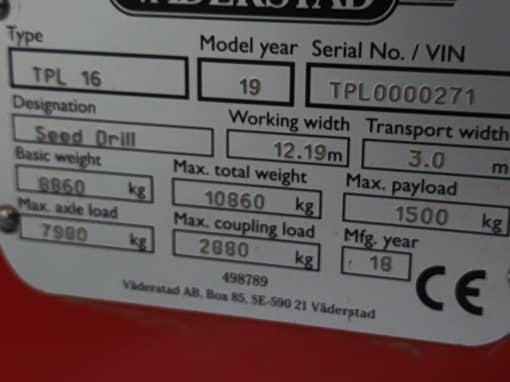 VÄDERSTAD
Type Model year Serial No. / VIN
TPL 16 19 TPL0000271
Designation Working width Transport width
Seed Drill 12.19m 3.0 m
Basic weight Max. total weight Max. payload
8860 kg 10860 kg 1500 kg
Max. axle load Max. coupling load Mfg. year
7980 kg 2880 kg 18
CE
498789
Väderstad AB, Box 85, SE-590 21 Väderstad